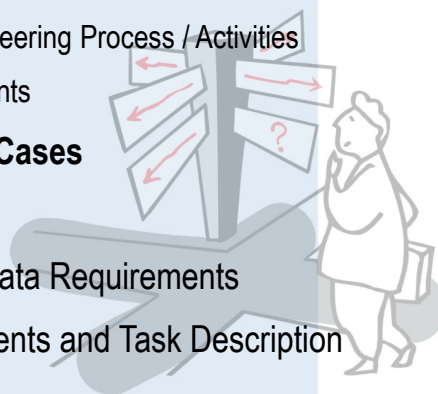 eering Process / Activities
nts
Cases
ata Requirements
ents and Task Description
?